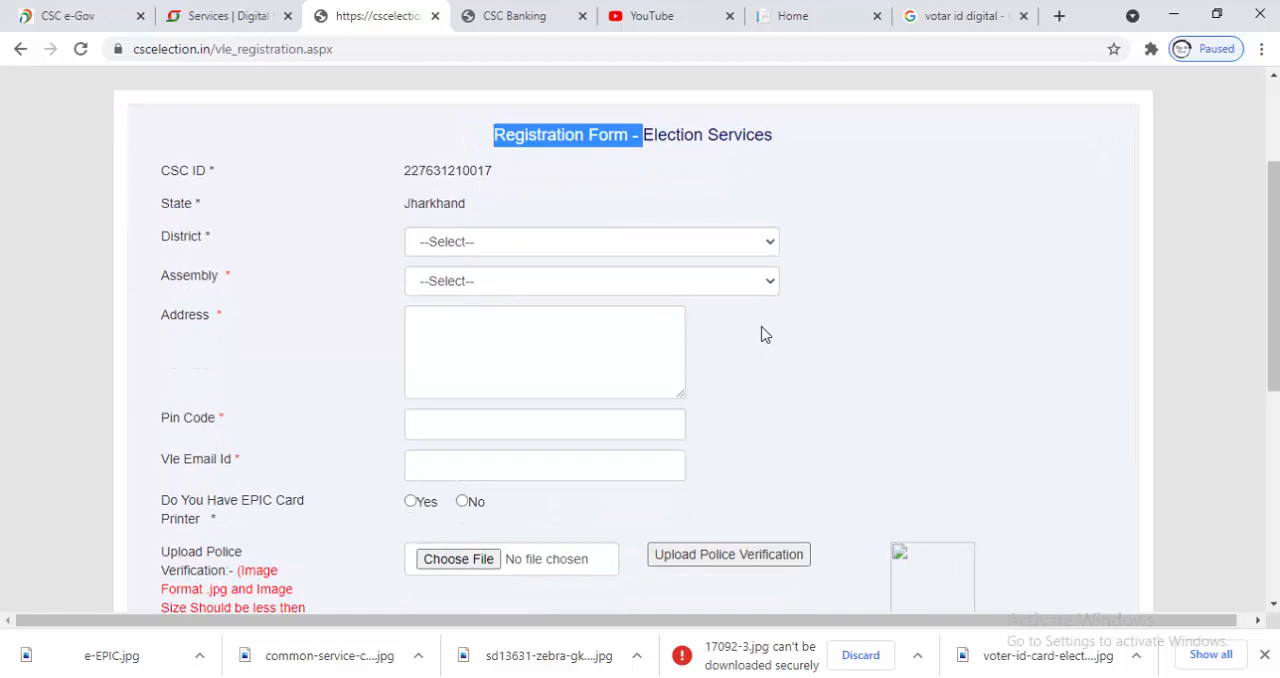 CSC e-Gov
Services | Digital
https://cscelectio
CSC Banking
YouTube
Home
votar id digital -
cscelection.in/vle_registration.aspx
Paused
Registration Form - Election Services
CSC ID *
227631210017
State *
Jharkhand
District *
--Select--
Assembly *
--Select--
Address *
Pin Code *
Vle Email Id *
Do You Have EPIC Card
Printer *
Yes
No
Upload Police
Verification:- (Image
Format .jpg and Image
Size Should be less then
Choose File No file chosen
Upload Police Verification
Activate Windows
Go to Settings to activate Windows.
e-EPIC.jpg
common-service-c....jpg
sd13631-zebra-gk....jpg
17092-3.jpg can't be
downloaded securely
Discard
voter-id-card-elect....jpg
Show all